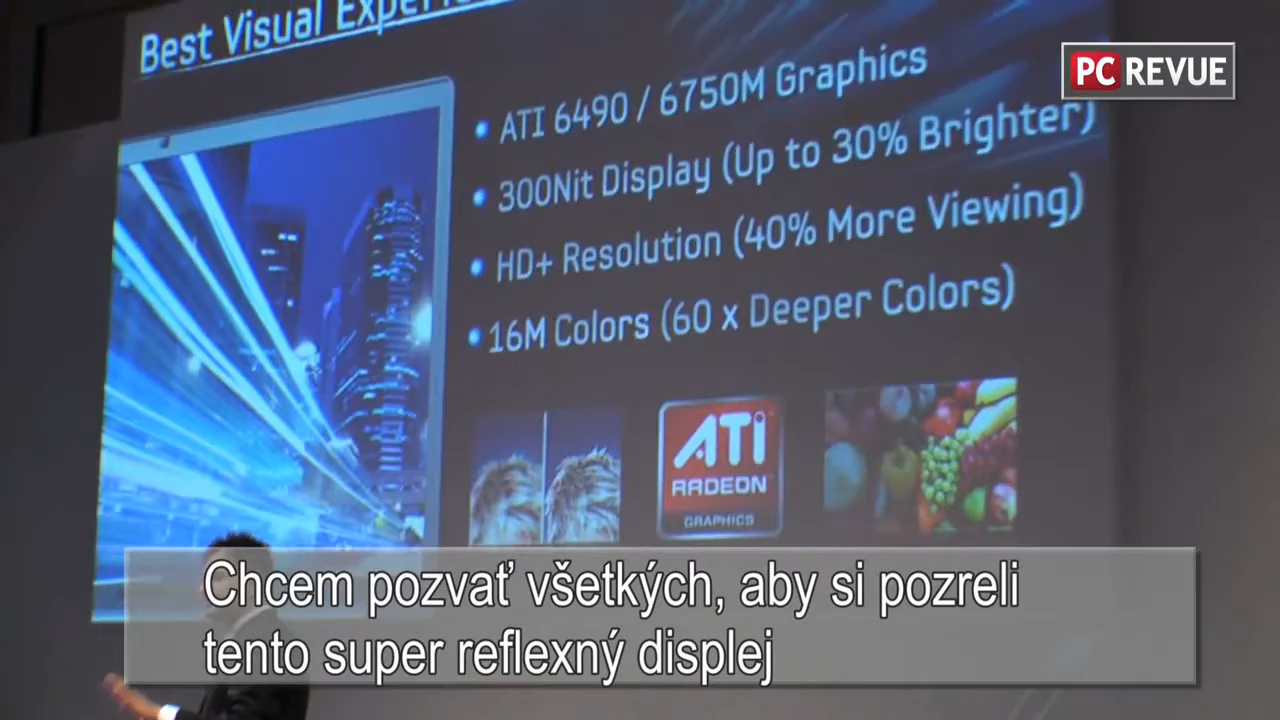 Best Visual
PC REVUE
• ATI 6490 / 6750M Graphics
• 300Nit Display (Up to 30% Brighter)
• HD+ Resolution (40% More Viewing)
• 16M Colors (60 x Deeper Colors)
ATI
RADEON
GRAPHICS
Chcem pozvať všetkých, aby si pozreli
tento super reflexný displej